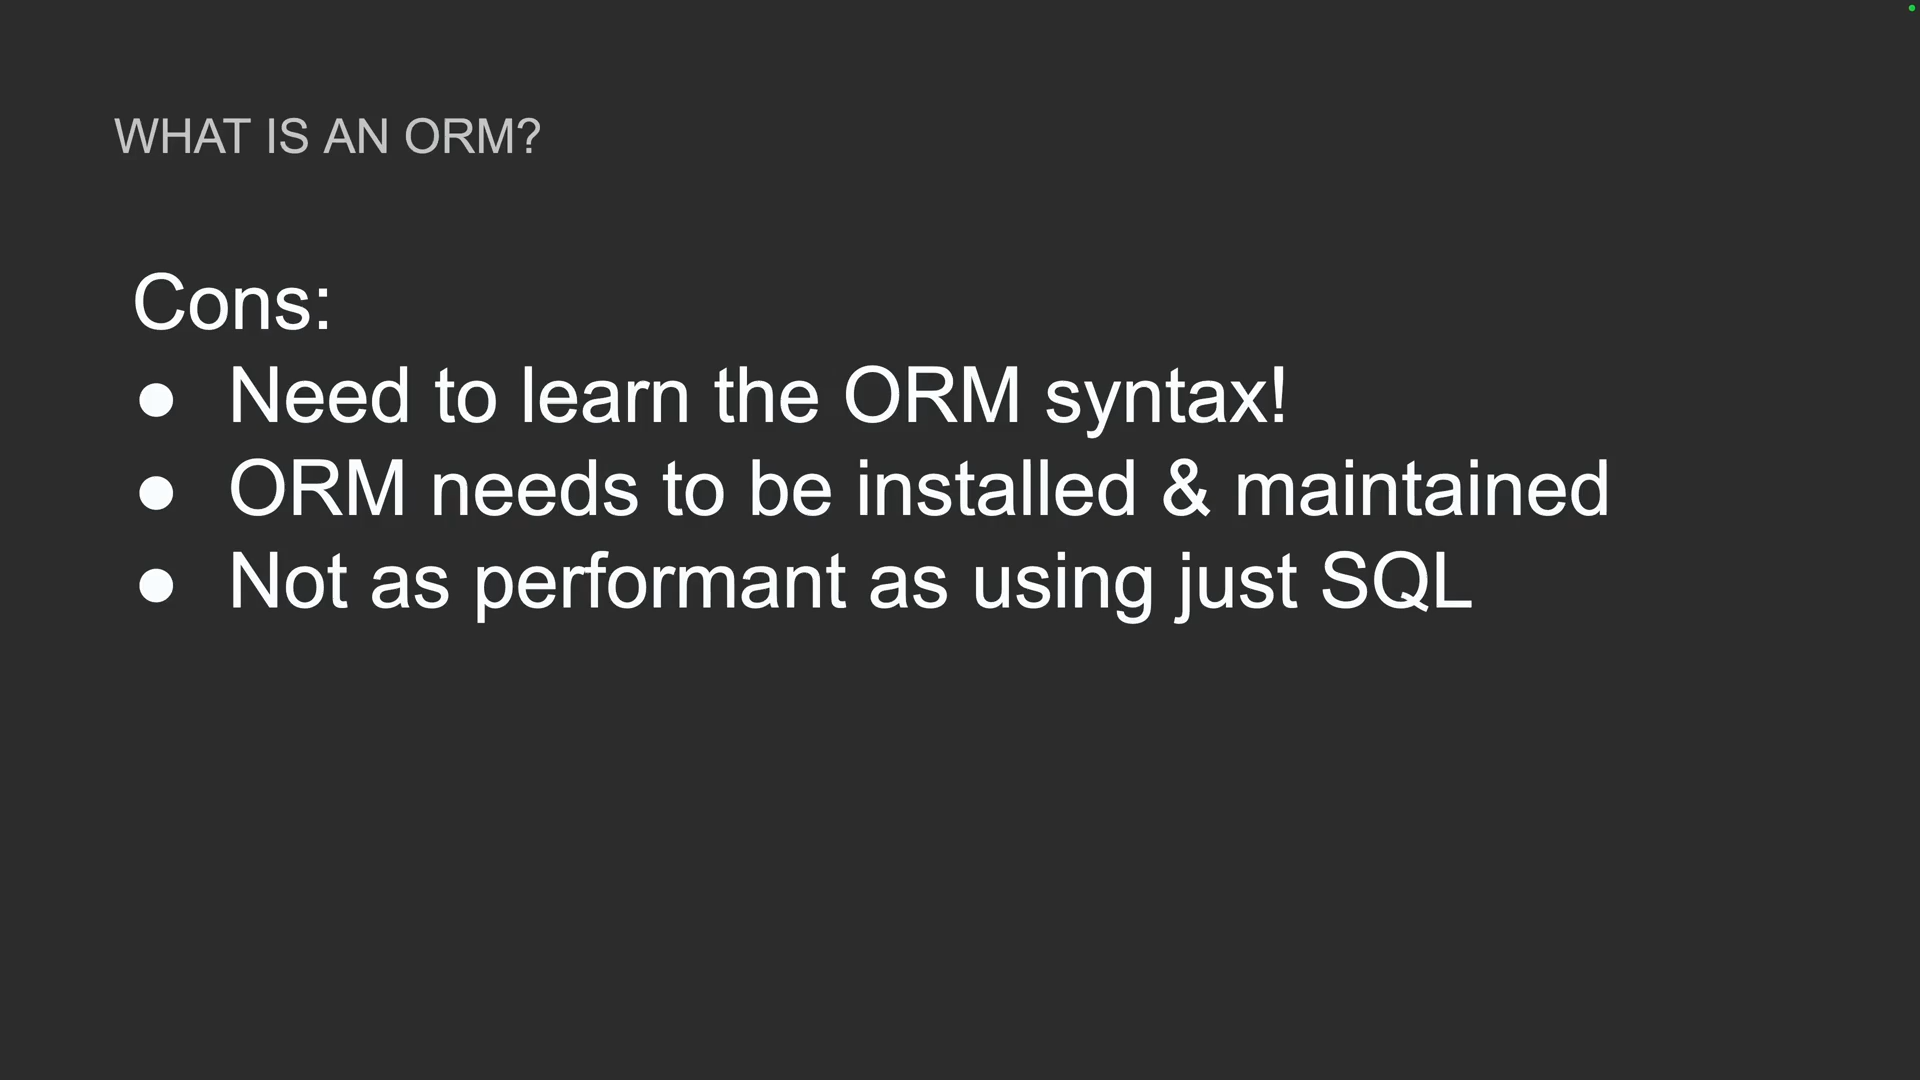 WHAT IS AN ORM?
Cons:
● Need to learn the ORM syntax!
● ORM needs to be installed & maintained
● Not as performant as using just SQL